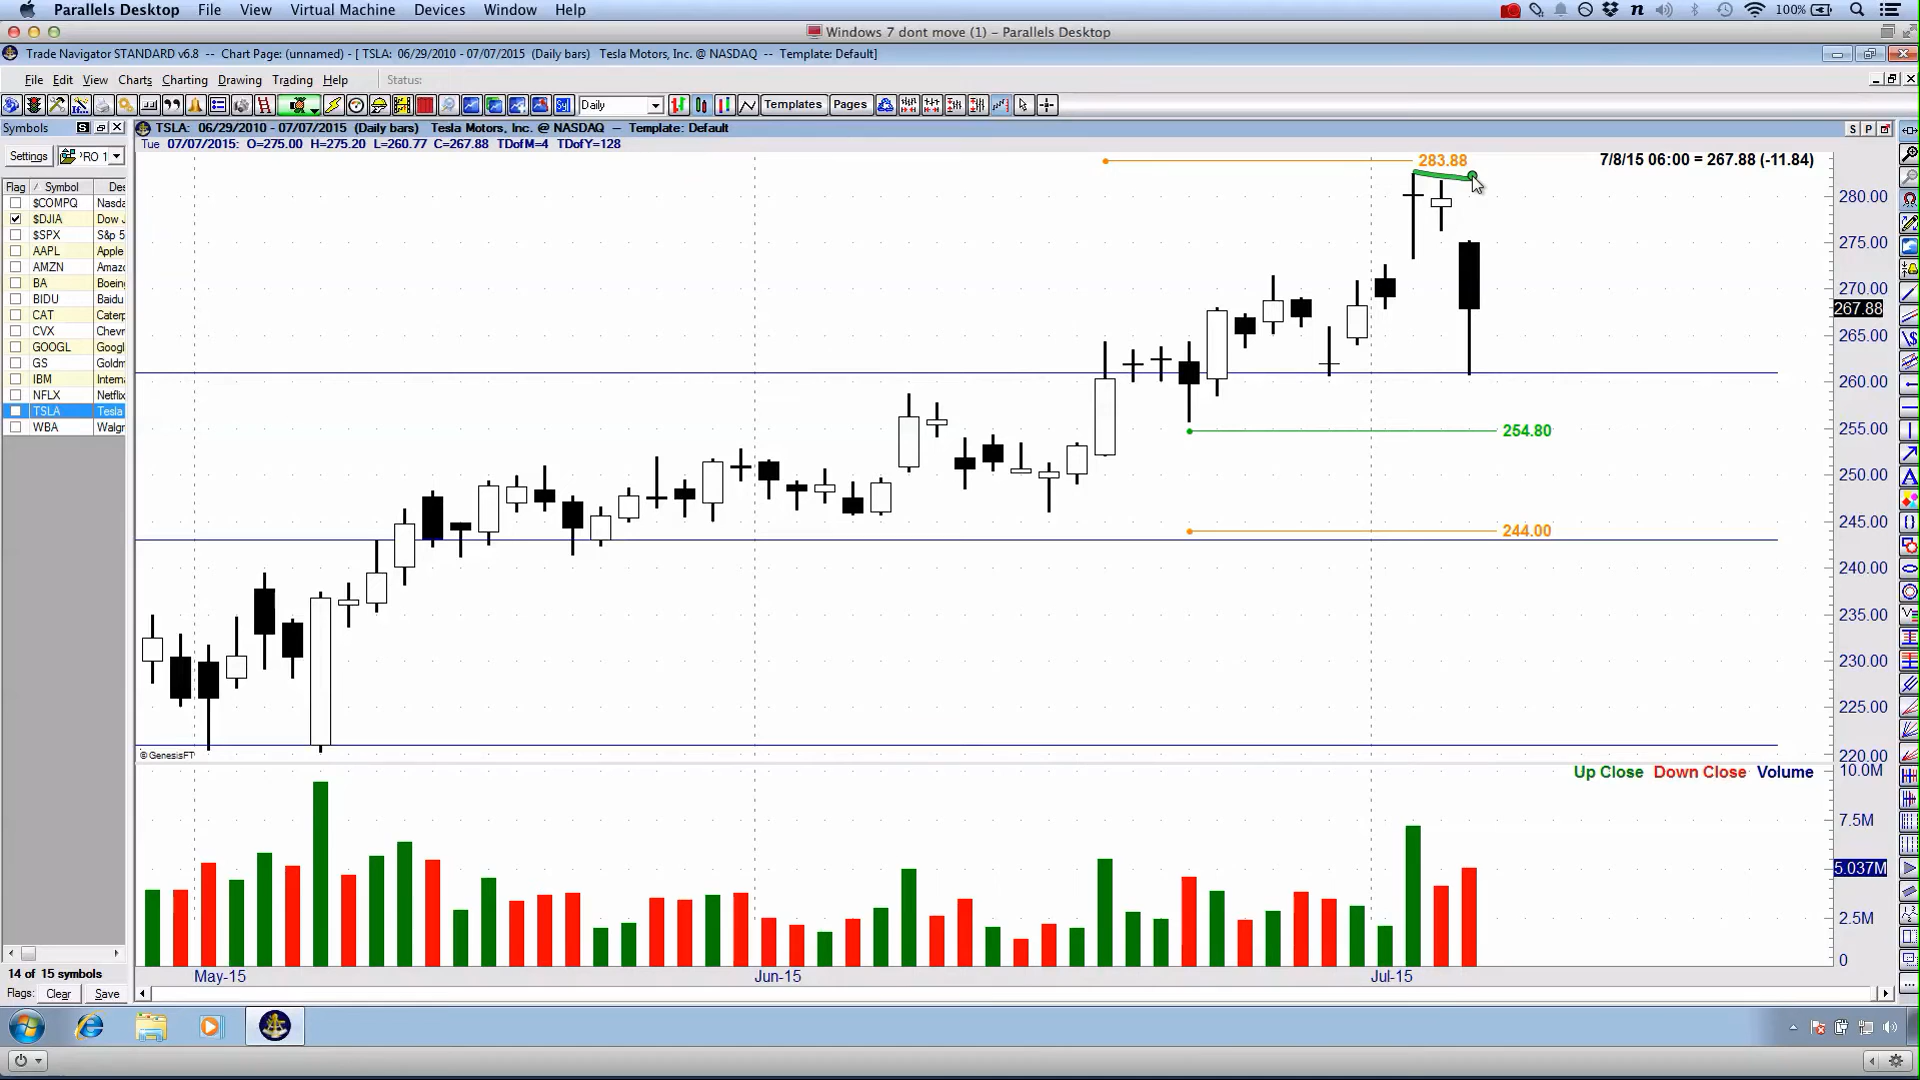 Parallels Desktop File View Virtual Machine Devices Window Help 100%
Windows 7 dont move (1) - Parallels Desktop
Trade Navigator STANDARD v6.8 -- Chart Page: (unnamed) - [ TSLA: 06/29/2010 - 07/07/2015 (Daily bars) Tesla Motors, Inc. @ NASDAQ -- Template: Default]
File Edit View Charts Charting Drawing Trading Help Status:
Daily Templates Pages
Symbols S
TSLA: 06/29/2010 - 07/07/2015 (Daily bars) Tesla Motors, Inc. @ NASDAQ -- Template: Default S P
Tue 07/07/2015: O=275.00 H=275.20 L=260.77 C=267.88 TDofM=4 TDofY=128
Settings PRO 1
283.88
7/8/15 06:00 = 267.88 (-11.84)
Flag Symbol Des
$COMPQ Nasda
$DJIA Dow J
$SPX S&p 5
AAPL Apple
AMZN Amazo
BA Boein
BIDU Baidu
CAT Caterp
CVX Chevr
GOOGL Googl
GS Goldm
IBM Intern
NFLX Netflix
TSLA Tesla
WBA Walgr
280.00
275.00
270.00
267.88
265.00
260.00
255.00
250.00
245.00
240.00
235.00
230.00
225.00
220.00
254.80
244.00
© GenesisFT
Up Close Down Close Volume
10.0M
7.5M
5.037M
2.5M
0
May-15 Jun-15 Jul-15
14 of 15 symbols
Flags: Clear Save